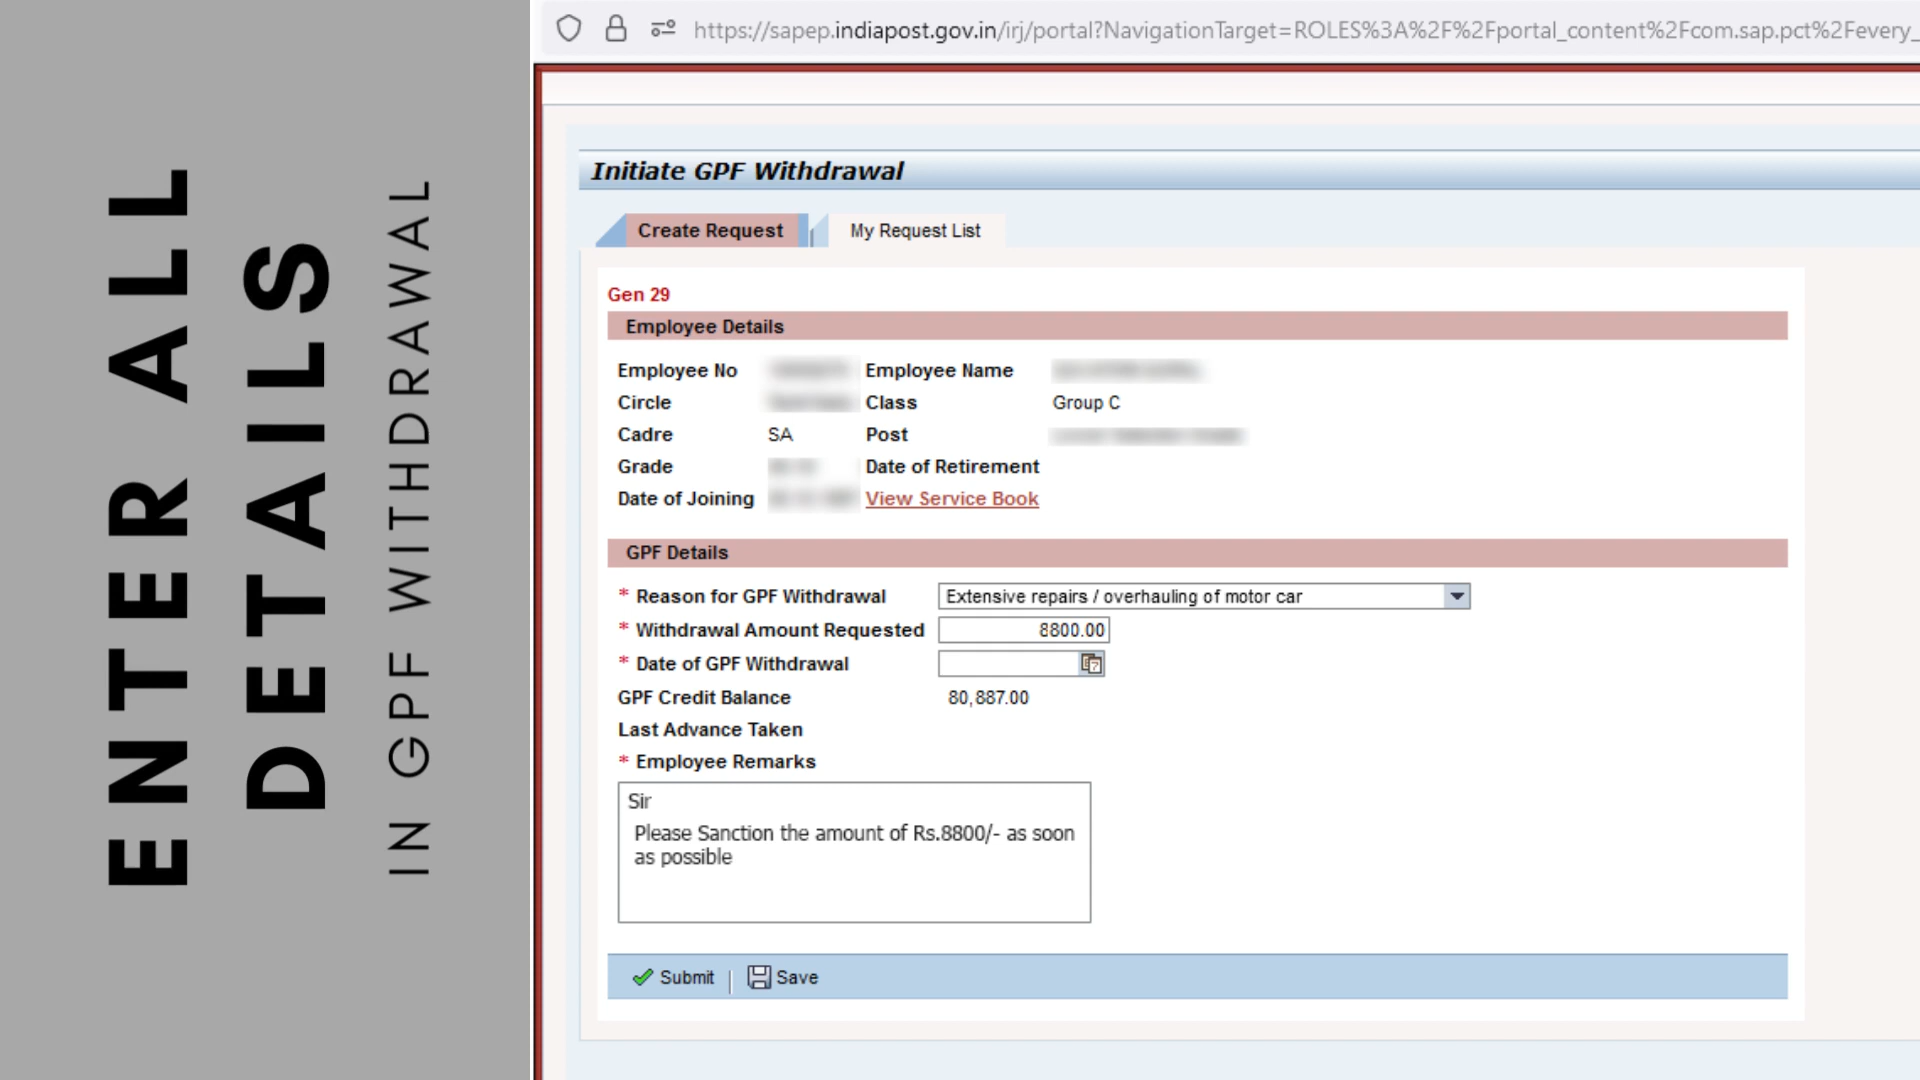 ENTER ALL
DETAILS
IN GPF WITHDRAWAL
https://sapep.indiapost.gov.in/irj/portal?NavigationTarget=ROLES%3A%2F%2Fportal_content%2Fcom.sap.pct%2Fevery_
Initiate GPF Withdrawal
Create Request My Request List
Gen 29
Employee Details
Employee No Employee Name
Circle Class Group C
Cadre SA Post
Grade Date of Retirement
Date of Joining View Service Book
GPF Details
* Reason for GPF Withdrawal Extensive repairs / overhauling of motor car
* Withdrawal Amount Requested 8800.00
* Date of GPF Withdrawal
GPF Credit Balance 80,887.00
Last Advance Taken
* Employee Remarks
Sir
Please Sanction the amount of Rs.8800/- as soon
as possible
Submit | Save